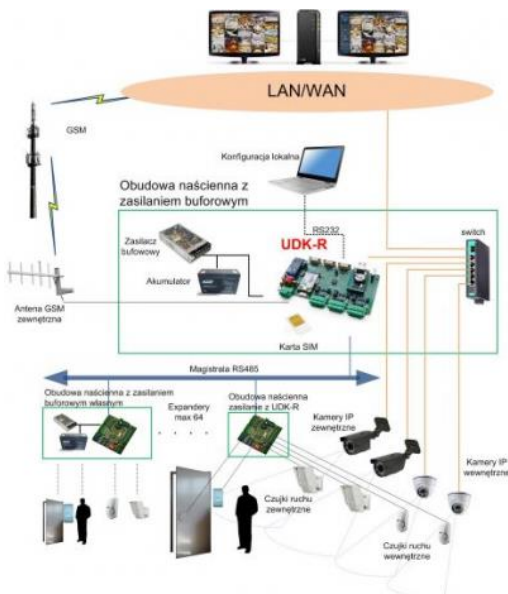 LAN/WAN
GSM
Konfiguracja lokalna
Obudowa naścienna z
zasilaniem buforowym
RS232
UDK-R
switch
Zasilacz
bufowowy
Akumulator
Antena GSM
zewnętrzna
Karta SIM
Magistrala RS485
Obudowa naścienna z zasilaniem
buforowym własnym
Expandery
max 64
Obudowa naścienna
zasilanie z UDK-R
Kamery IP
zewnętrzne
Kamery IP
wewnętrzne
Czujki ruchu
zewnętrzne
Czujki ruchu
wewnętrzne